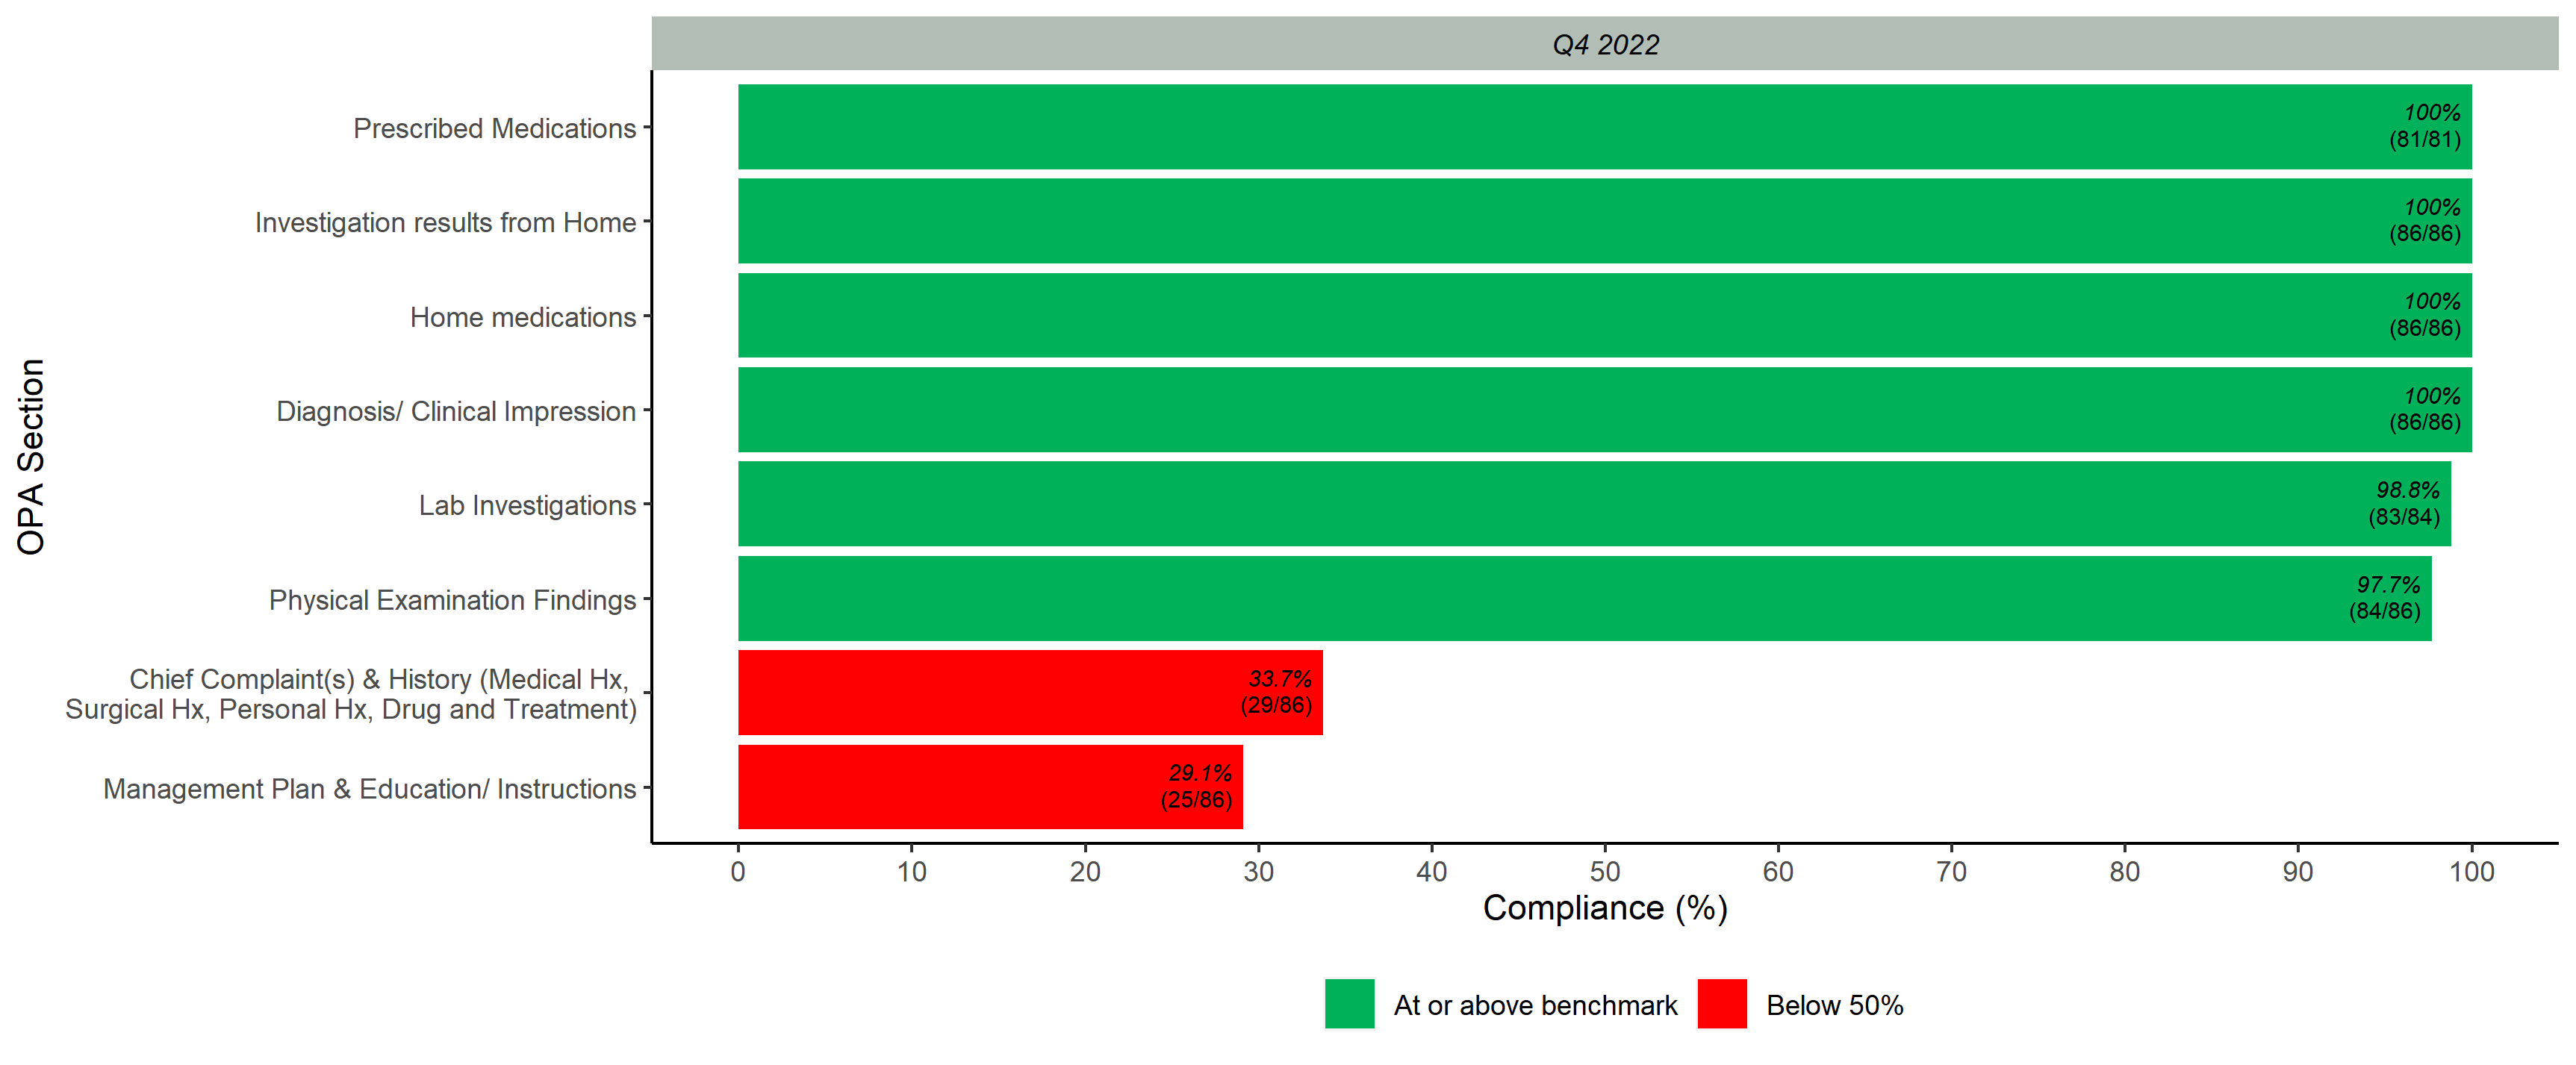 Q4 2022
OPA Section
Prescribed Medications
100%
(81/81)
Investigation results from Home
100%
(86/86)
Home medications
100%
(86/86)
Diagnosis/ Clinical Impression
100%
(86/86)
Lab Investigations
98.8%
(83/84)
Physical Examination Findings
97.7%
(84/86)
Chief Complaint(s) & History (Medical Hx,
Surgical Hx, Personal Hx, Drug and Treatment)
33.7%
(29/86)
Management Plan & Education/ Instructions
29.1%
(25/86)
0 10 20 30 40 50 60 70 80 90 100
Compliance (%)
At or above benchmark Below 50%